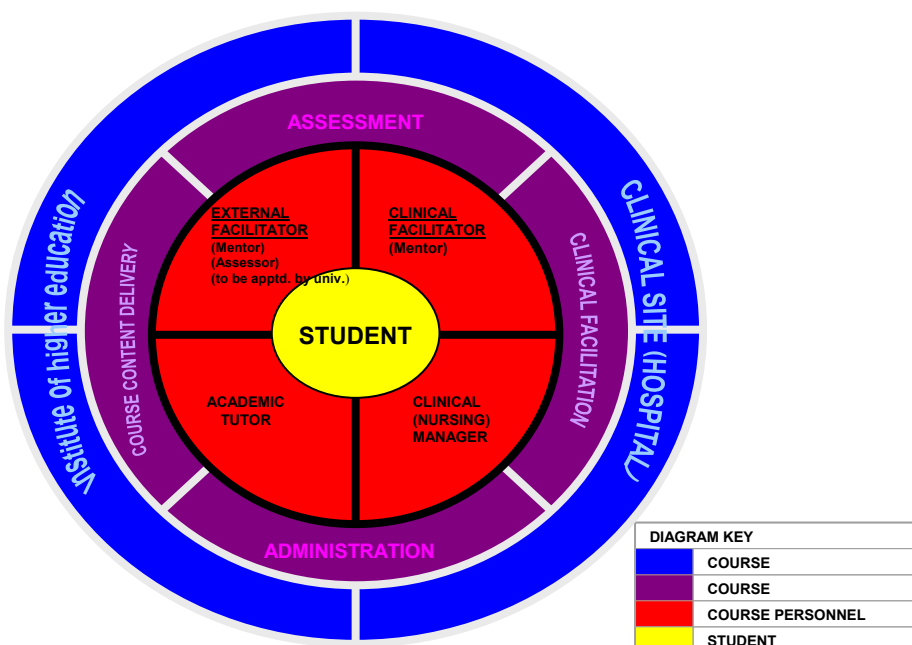 ASSESSMENT
EXTERNAL
FACILITATOR
(Mentor)
(Assessor)
(to be apptd. by univ.)
CLINICAL
FACILITATOR
(Mentor)
Institute of higher education
COURSE CONTENT DELIVERY
STUDENT
CLINICAL FACILITATION
CLINICAL SITE (HOSPITAL)
ACADEMIC
TUTOR
CLINICAL
(NURSING)
MANAGER
ADMINISTRATION
DIAGRAM KEY
COURSE
COURSE
COURSE PERSONNEL
STUDENT